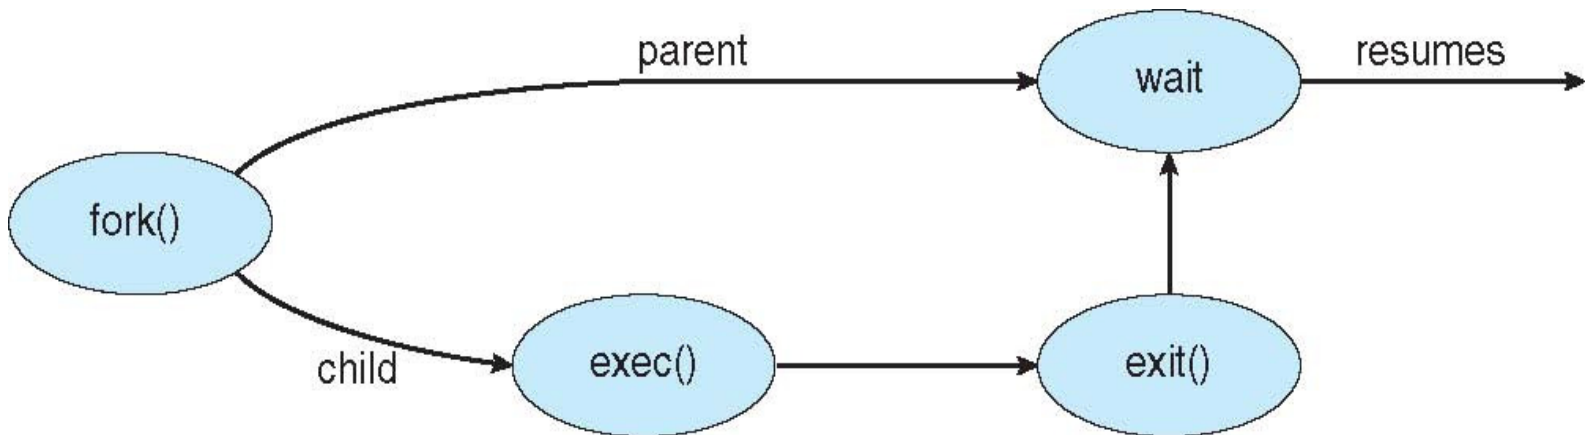 parent
resumes
wait
fork()
child
exec()
exit()